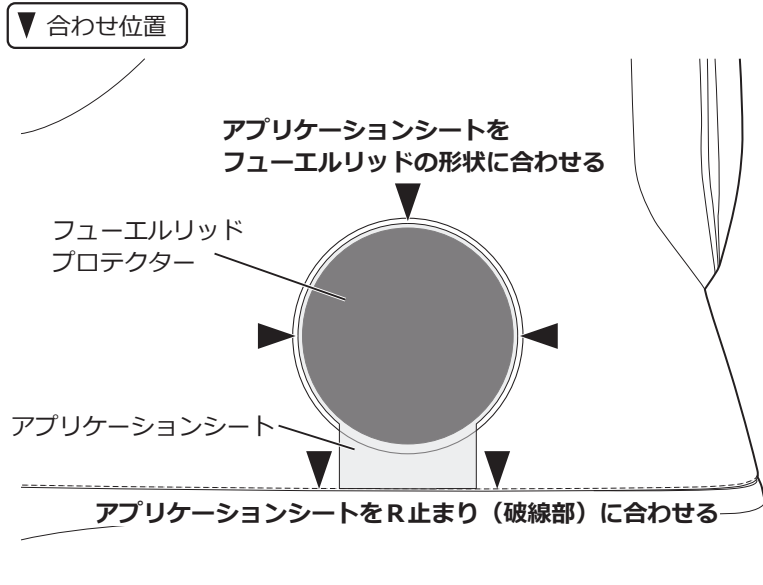 ▼ 合わせ位置
アプリケーションシートを
フューエルリッドの形状に合わせる
フューエルリッド
プロテクター
アプリケーションシート
アプリケーションシートをR止まり（破線部）に合わせる